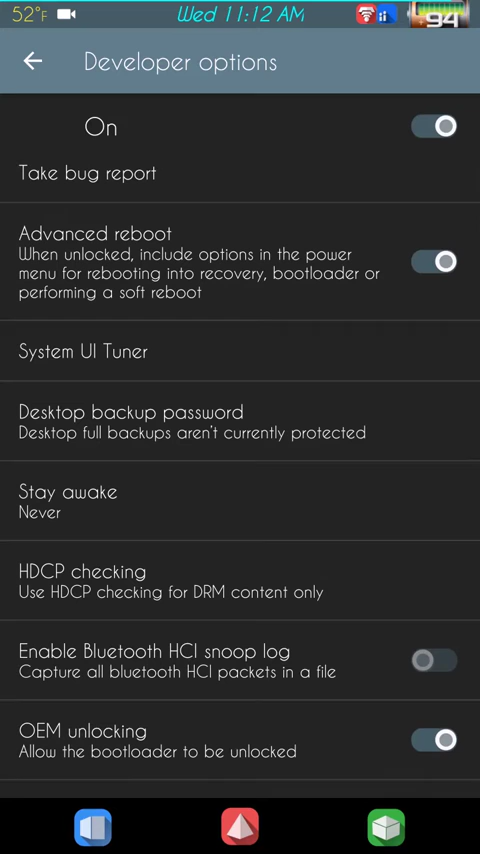 52°F Wed 11:12 AM 94
Developer options
On
Take bug report
Advanced reboot
When unlocked, include options in the power
menu for rebooting into recovery, bootloader or
performing a soft reboot
System UI Tuner
Desktop backup password
Desktop full backups aren't currently protected
Stay awake
Never
HDCP checking
Use HDCP checking for DRM content only
Enable Bluetooth HCI snoop log
Capture all bluetooth HCI packets in a file
OEM unlocking
Allow the bootloader to be unlocked